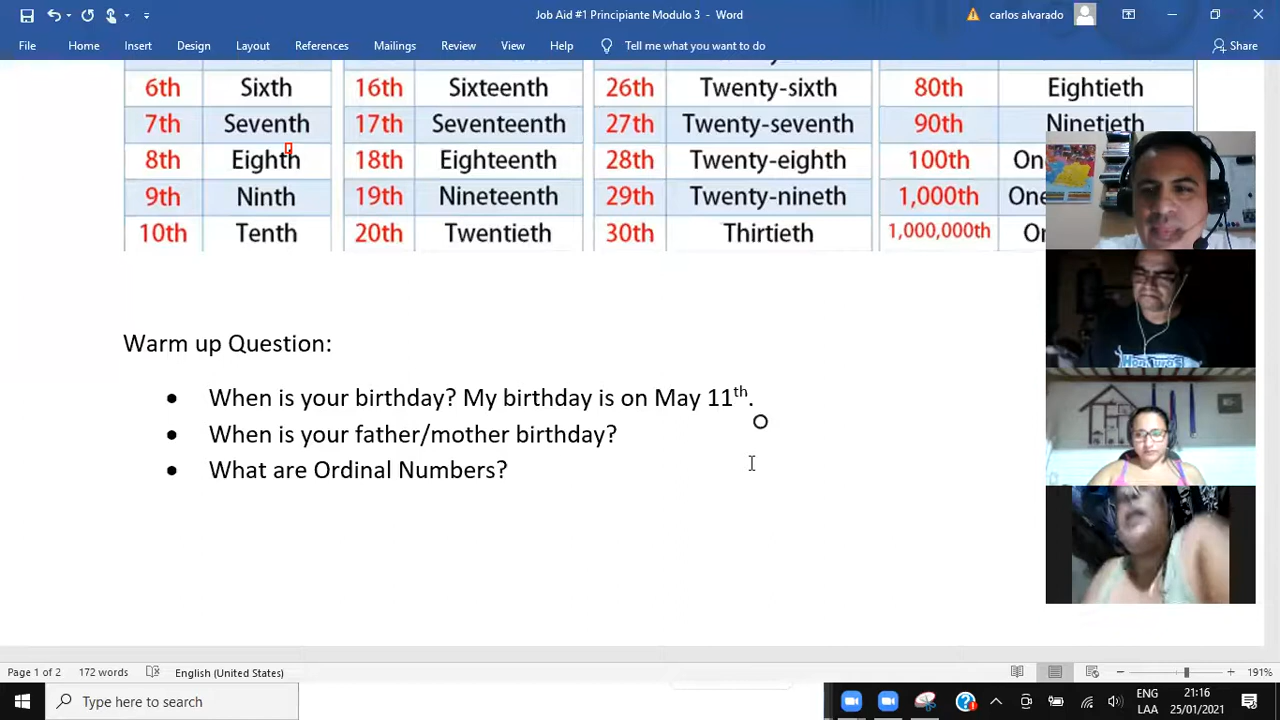 Job Aid #1 Principiante Modulo 3 - Word
carlos alvarado
File Home Insert Design Layout References Mailings Review View Help Tell me what you want to do Share
6th Sixth 16th Sixteenth 26th Twenty-sixth 80th Eightieth
7th Seventh 17th Seventeenth 27th Twenty-seventh 90th Ninetieth
8th Eighth 18th Eighteenth 28th Twenty-eighth 100th
9th Ninth 19th Nineteenth 29th Twenty-nineth 1,000th
10th Tenth 20th Twentieth 30th Thirtieth 1,000,000th
Warm up Question:
• When is your birthday? My birthday is on May 11th.
• When is your father/mother birthday?
• What are Ordinal Numbers?
Page 1 of 2 172 words English (United States) 191%
Type here to search
ENG 21:16
LAA 25/01/2021